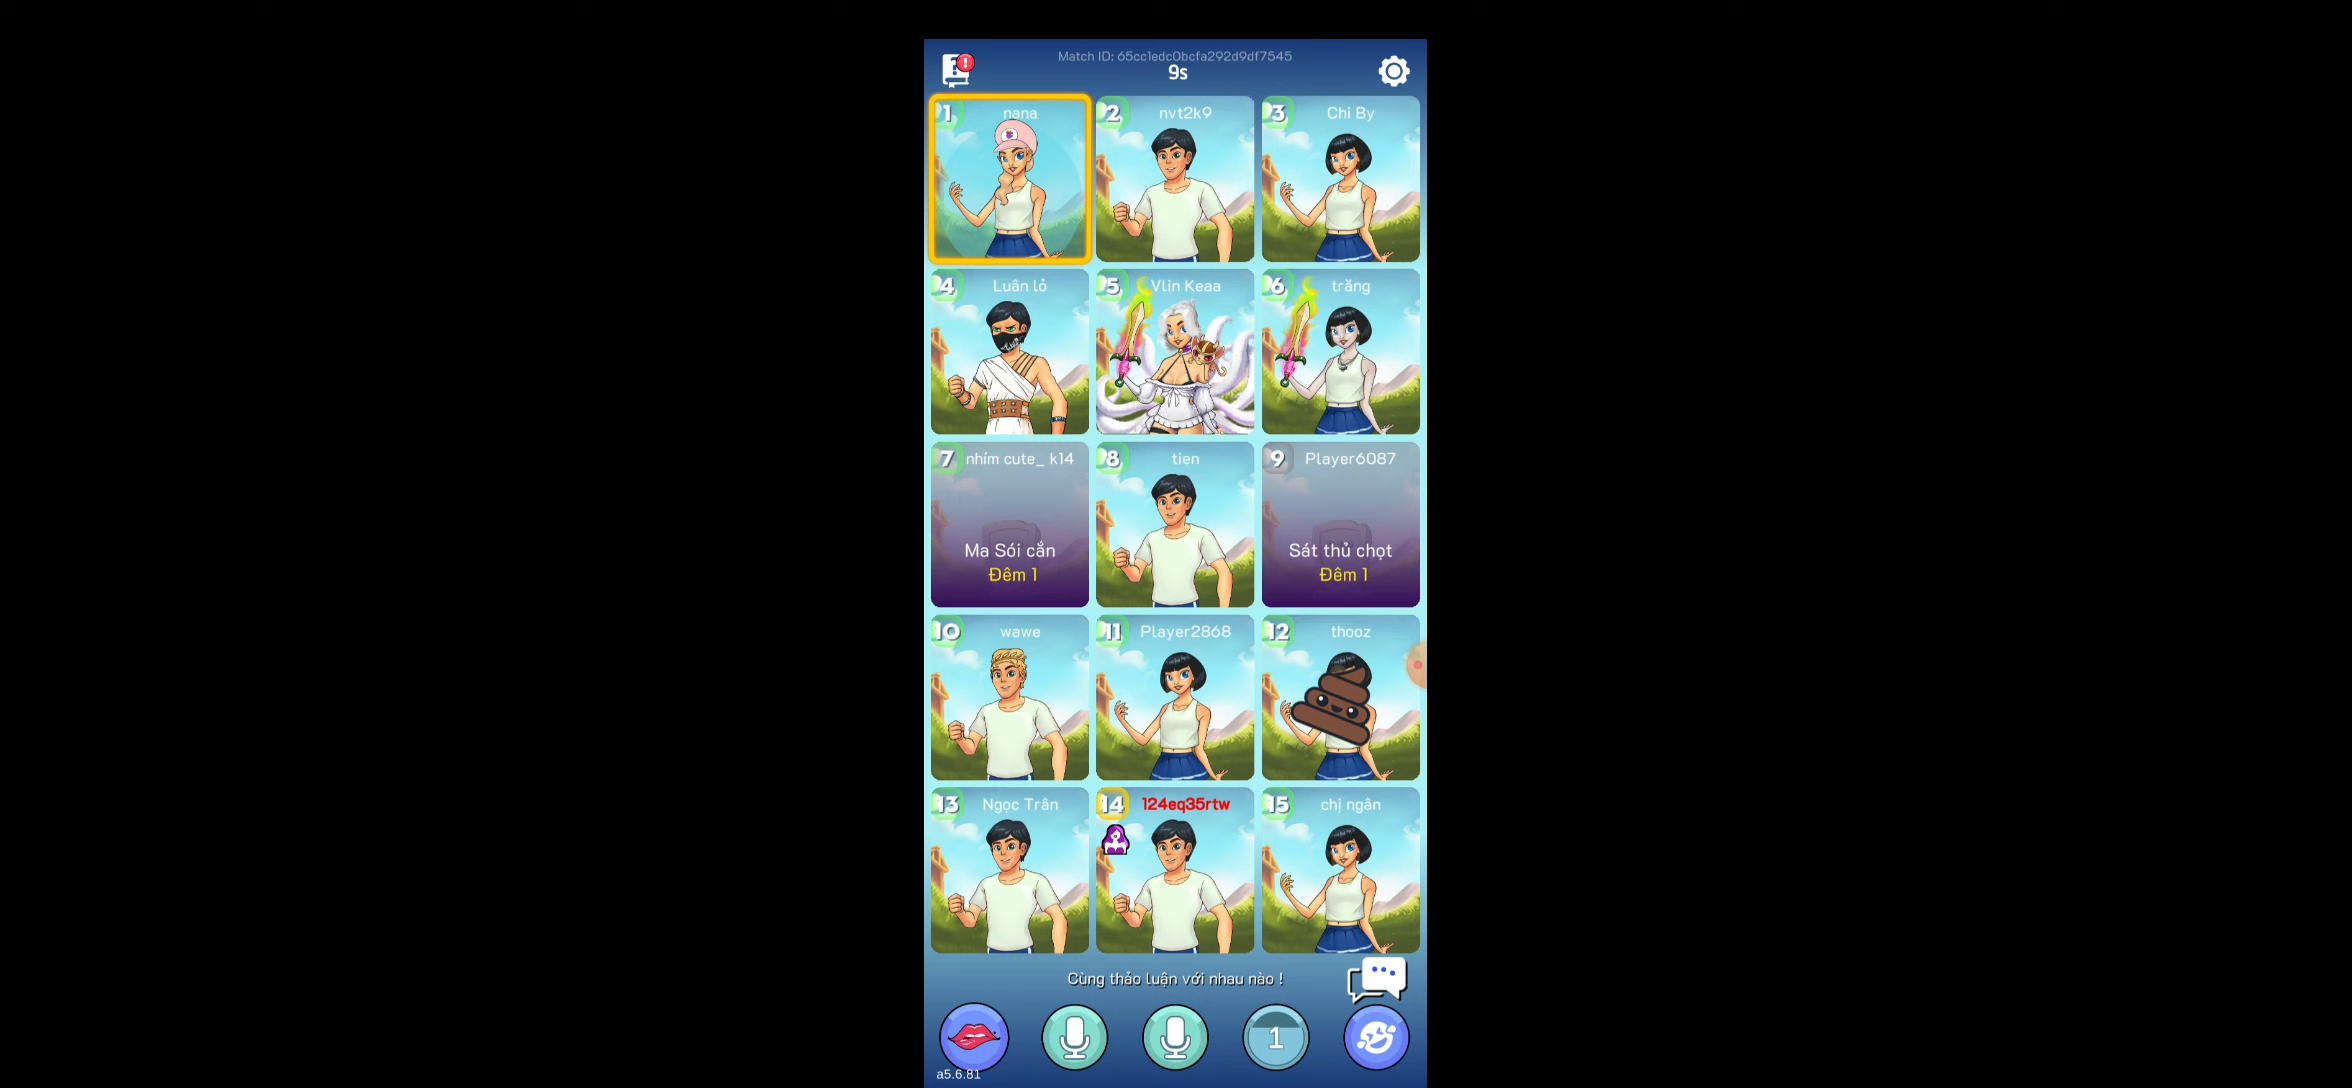 Match ID: 65cc1edc0bcfa292d9df7545
9s
1 nana
2 nvt2k9
3 Chi By
4 Luân lỏ
5 Vlin Keaa
6 trăng
7 nhím cute_ k14
Ma Sói cắn
Đêm 1
8 tien
9 Player6087
Sát thủ chọt
Đêm 1
10 wawe
11 Player2868
12 thooz
13 Ngọc Trân
14 124eq35rtw
15 chị ngân
Cùng thảo luận với nhau nào !
1
a5.6.81